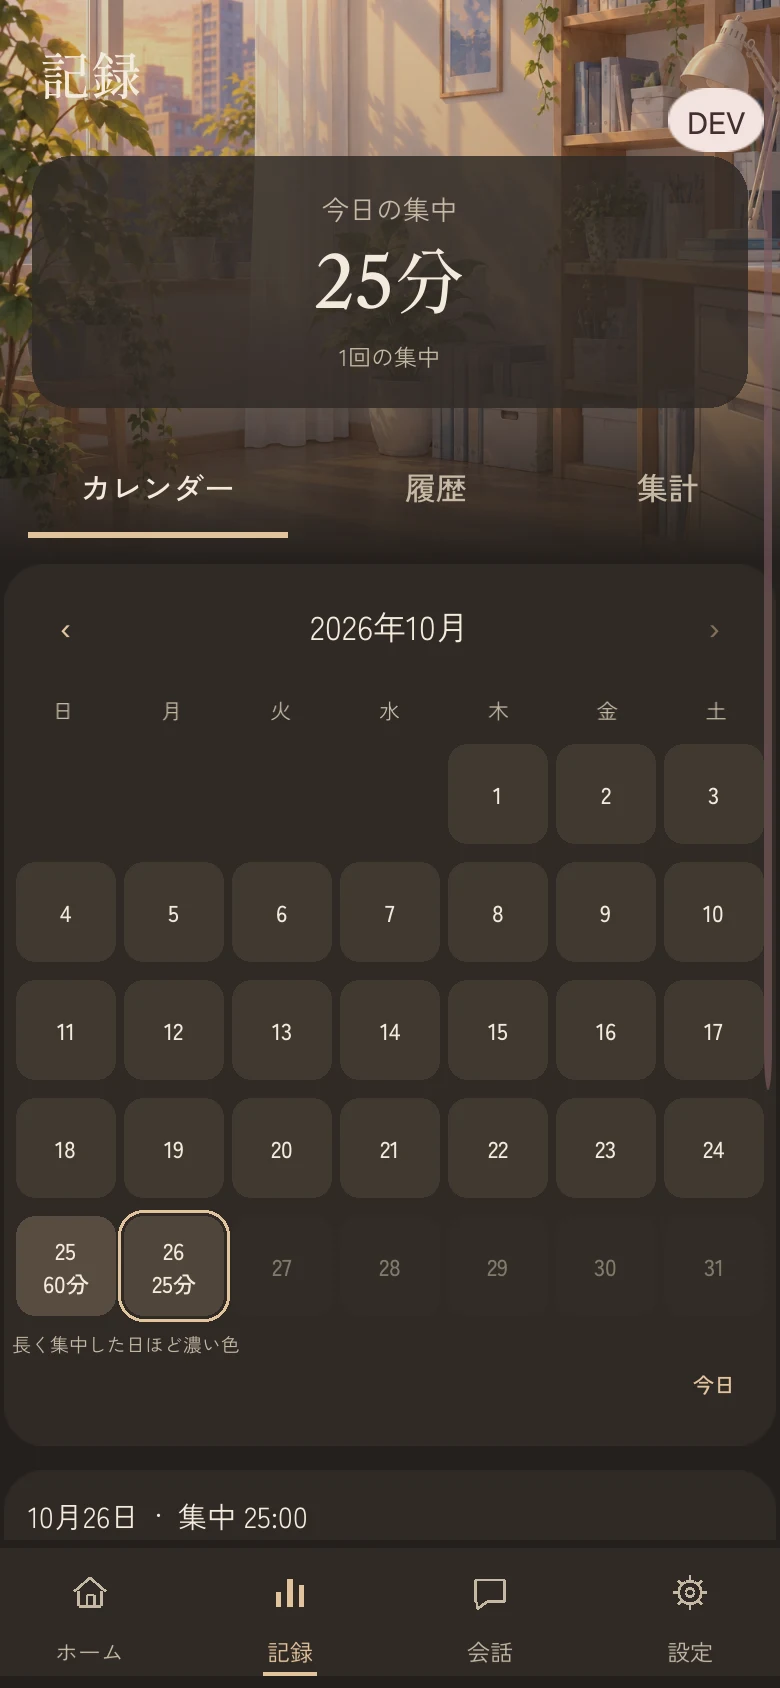 記録
DEV
今日の集中
25分
1回の集中
カレンダー 履歴 集計
‹ 2026年10月 ›
日 月 火 水 木 金 土
1 2 3
4 5 6 7 8 9 10
11 12 13 14 15 16 17
18 19 20 21 22 23 24
25 26 27 28 29 30 31
60分 25分
長く集中した日ほど濃い色
今日
10月26日 · 集中 25:00
ホーム 記録 会話 設定